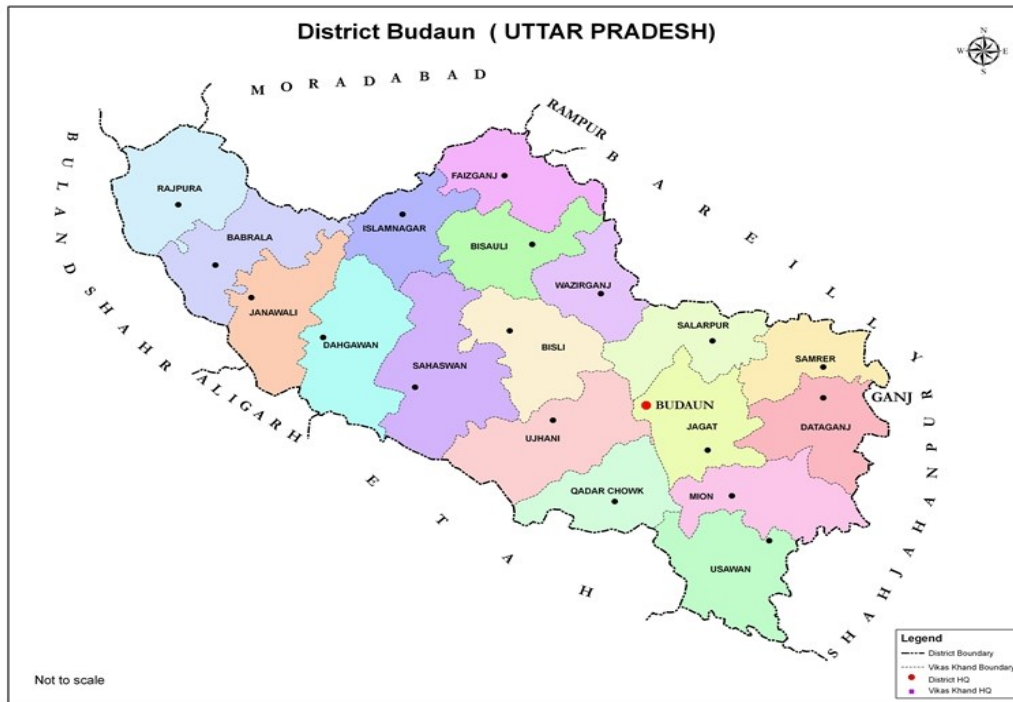 District Budaun ( UTTAR PRADESH)
N
W E
S
MORADABAD
RAMPUR
BAREILLY
BULANDSHAHR
FAIZGANJ
RAJPURA
ISLAMNAGAR
BABRALA
BISAULI
WAZIRGANJ
JANAWALI
SALARPUR
DAHGAWAN
BISLI
SAMRER
SAHASWAN
GANJ
BUDAUN
ALIGARH
UJHANI
JAGAT
DATAGANJ
QADAR CHOWK
MION
ETAH
USAWAN
SHAHJAHANPUR
Legend
District Boundary
Vikas Khand Boundary
District HQ
Vikas Khand HQ
Not to scale